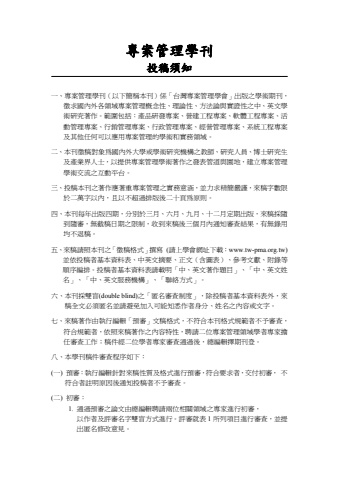 專案管理學刊
投稿須知
一、專案管理學刊（以下簡稱本刊）係「台灣專案管理學會」出版之學術期刊，
徵求國內外各領域專案管理概念性、理論性、方法論與實證性之中、英文學
術研究著作。範圍包括：產品研發專案、營建工程專案、軟體工程專案、活
動管理專案、行銷管理專案、行政管理專案、經營管理專案、系統工程專案
及其他任何可以應用專案管理的學術和實務領域。
二、本刊徵稿對象為國內外大學或學術研究機構之教師、研究人員、博士研究生
及產業界人士，以提供專案管理學術著作之發表管道與園地，建立專案管理
學術交流之互動平台。
三、投稿本刊之著作應著重專案管理之實務意涵，並力求精簡嚴謹，來稿字數限
於二萬字以內，且以不超過排版後二十頁為原則。
四、本刊每年出版四期，分別於三月、六月、九月、十二月定期出版，來稿採隨
到隨審，無截稿日期之限制，收到來稿後三個月內通知審查結果，有無錄用
均不退稿。
五、來稿請照本刊之「徵稿格式」撰寫 (請上學會網址下載：www.tw-pma.org.tw)
並依投稿者基本資料表、中英文摘要、正文（含圖表）、參考文獻、附錄等
順序編排。投稿者基本資料表請載明「中、英文著作題目」、「中、英文姓
名」、「中、英文服務機構」、「聯絡方式」。
六、本刊採雙盲(double blind)之「匿名審查制度」，除投稿者基本資料表外，來
稿全文必須匿名並請避免加入可能知悉作者身分、姓名之內容或文字。
七、來稿著作由執行編輯「預審」文稿格式，不符合本刊格式規範者不予審查。
符合規範者，依照來稿著作之內容特性，聘請二位專案管理領域學者專家擔
任審查工作；稿件經二位學者專家審查通過後，總編輯擇期刊登。
八、本學刊稿件審查程序如下：
(一) 預審：執行編輯針對來稿性質及格式進行預審，符合要求者，交付初審， 不
符合者註明原因後通知投稿者不予審查。
(二) 初審：
1. 通過預審之論文由總編輯聘請兩位相關領域之專家進行初審，
以作者及評審名字雙盲方式進行。評審就表 1 所列項目進行審查，並提
出匿名修改意見。